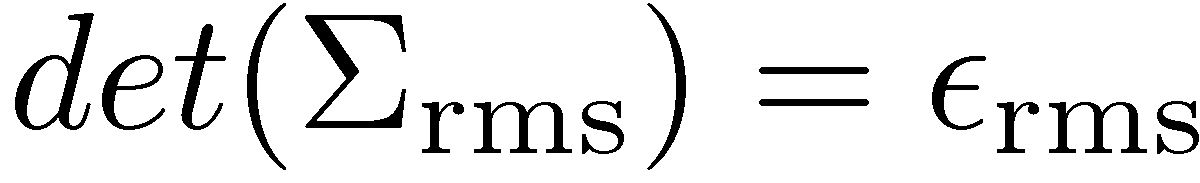 det(Σ_rms) = ϵ_rms